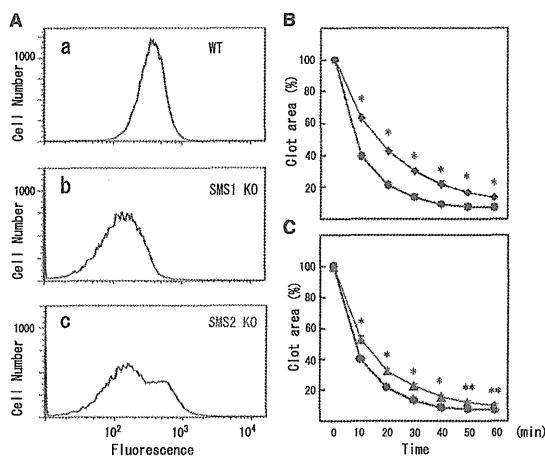 A
a
WT
1000
Cell Number
b
SMS1 KO
1000
Cell Number
c
SMS2 KO
1000
Cell Number
10²
10³
10⁴
Fluorescence
B
100
80
60
40
20
Clot area (%)
*
*
*
*
*
*
C
100
80
60
40
20
Clot area (%)
*
*
*
*
**
**
0 10 20 30 40 50 60 (min)
Time